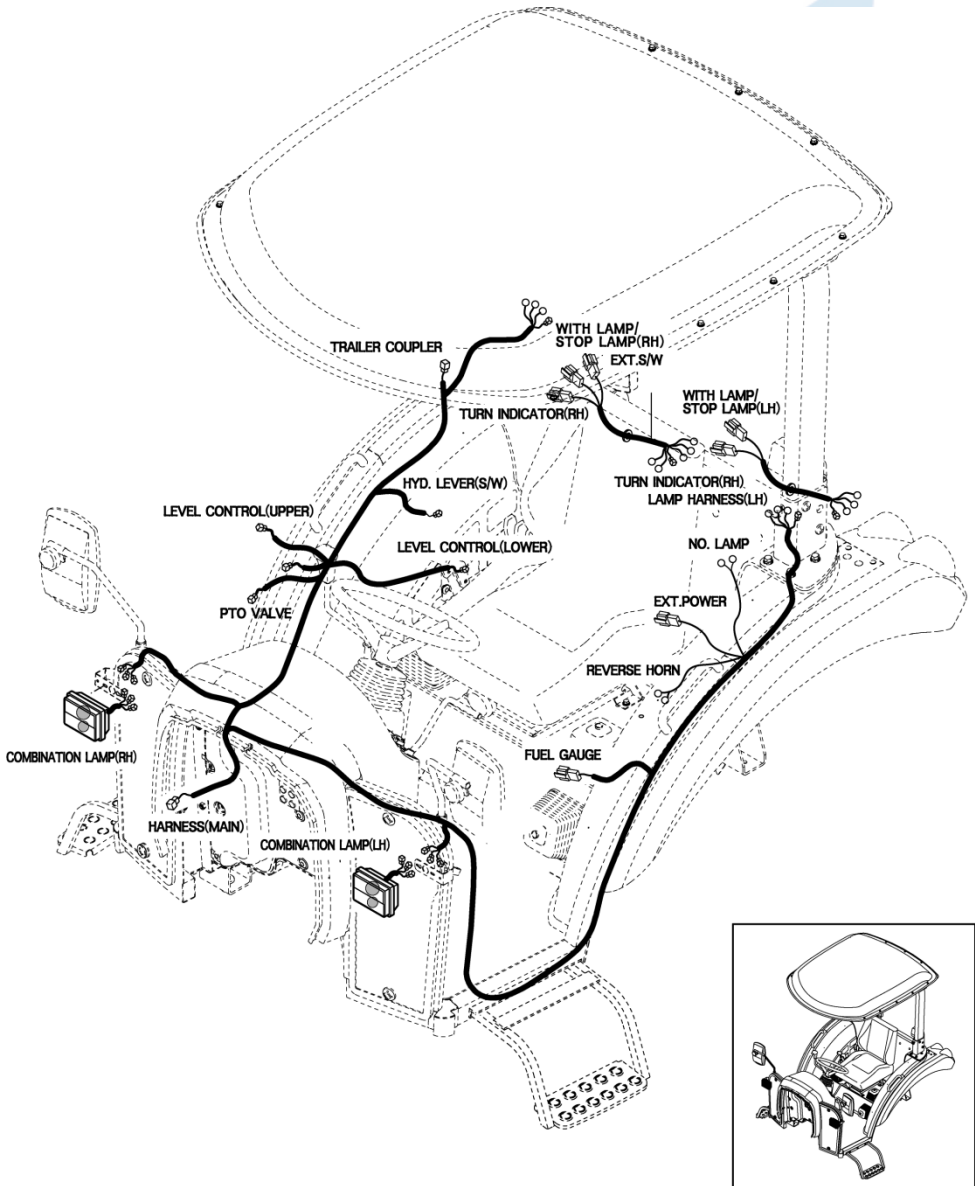 WITH LAMP/
STOP LAMP(RH)
TRAILER COUPLER
EXT.S/W
WITH LAMP/
STOP LAMP(LH)
TURN INDICATOR(RH)
HYD. LEVER(S/W)
TURN INDICATOR(RH)
LAMP HARNESS(LH)
LEVEL CONTROL(UPPER)
LEVEL CONTROL(LOWER)
NO. LAMP
PTO VALVE
EXT.POWER
REVERSE HORN
COMBINATION LAMP(RH)
FUEL GAUGE
HARNESS(MAIN)
COMBINATION LAMP(LH)